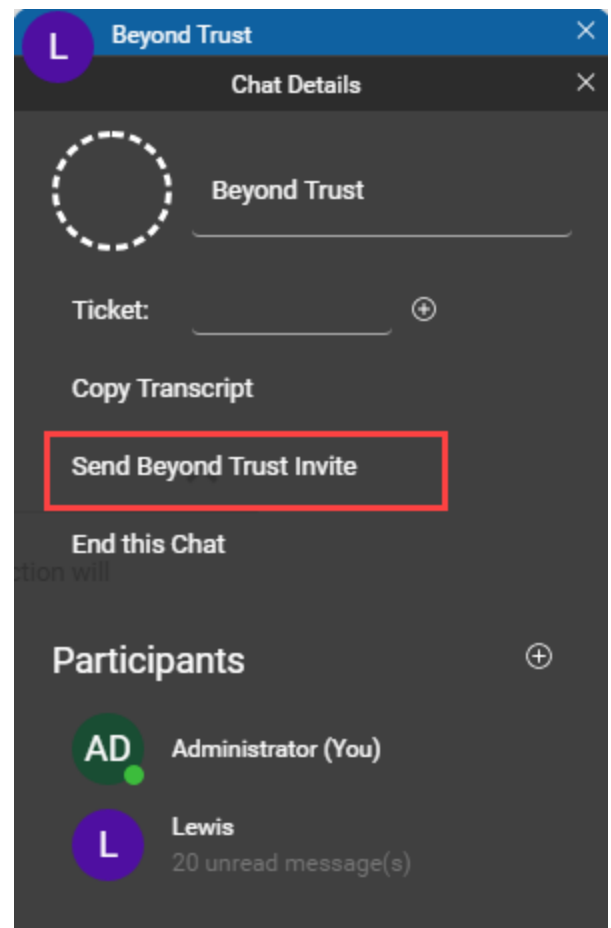 L
Beyond Trust
Chat Details
Beyond Trust
Ticket:
Copy Transcript
Send Beyond Trust Invite
End this Chat
ction will
Participants
AD
Administrator (You)
L
Lewis
20 unread message(s)